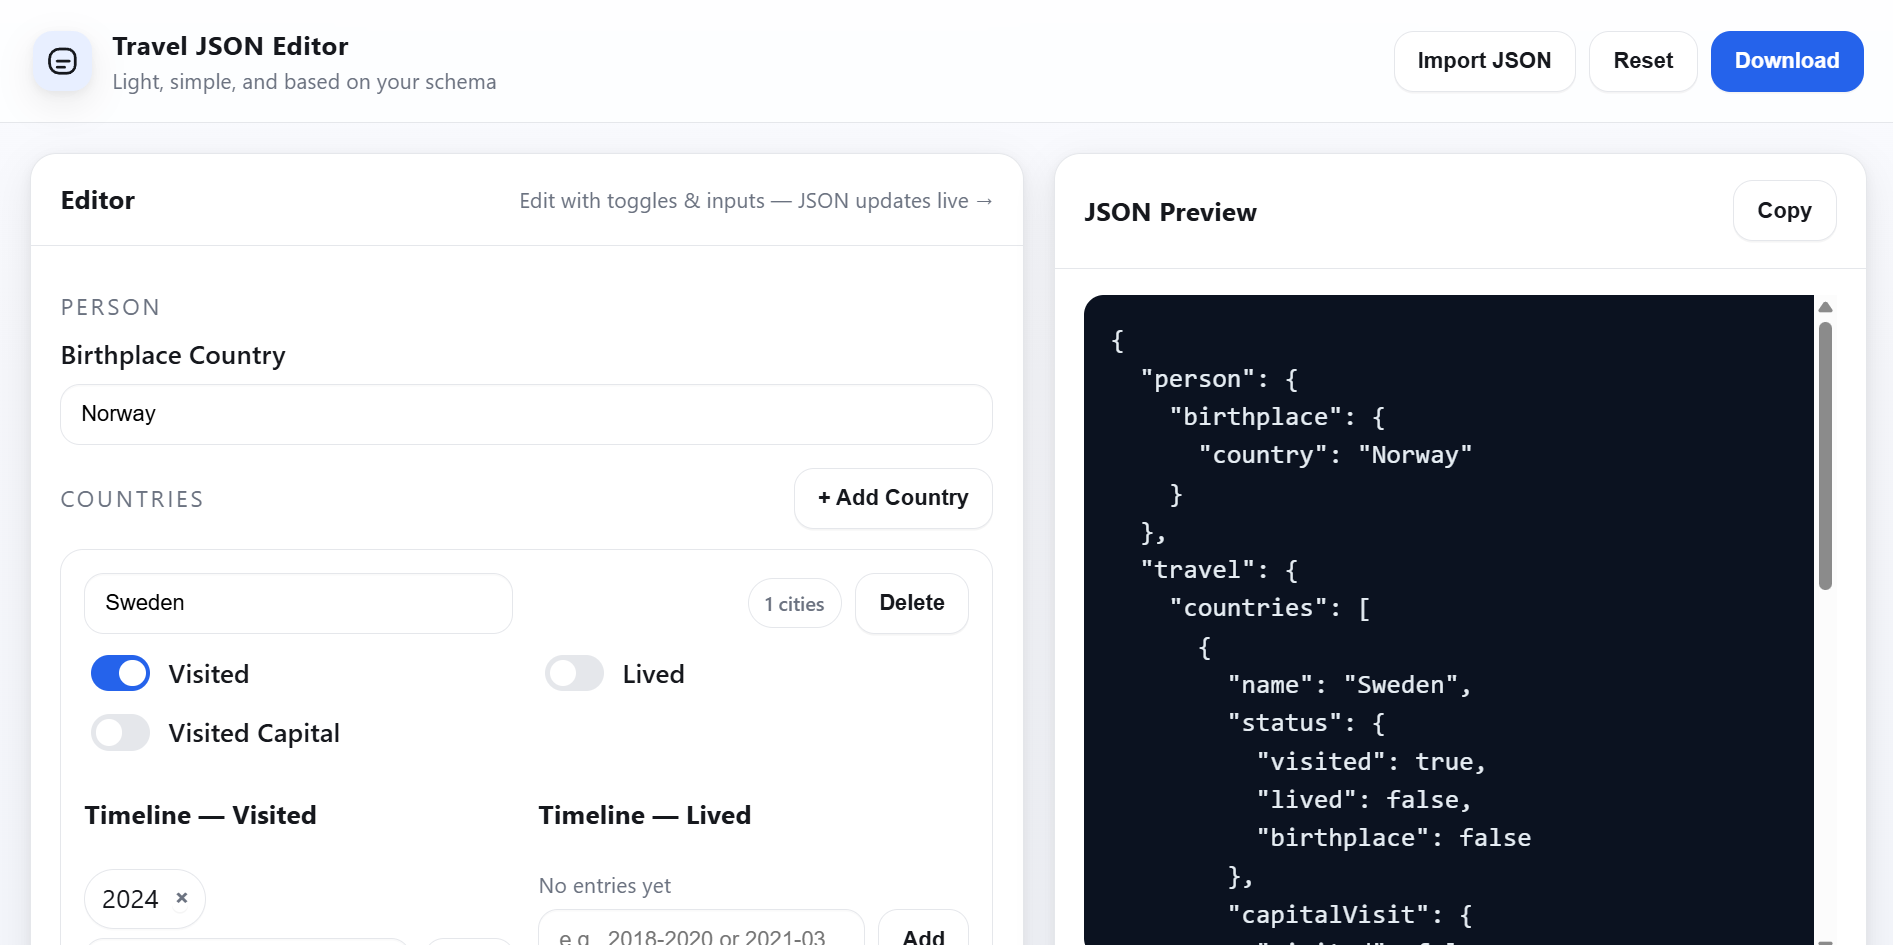 Travel JSON Editor
Light, simple, and based on your schema
Import JSON
Reset
Download
Editor
Edit with toggles & inputs — JSON updates live →
PERSON
Birthplace Country
Norway
COUNTRIES
+ Add Country
Sweden
1 cities
Delete
Visited
Lived
Visited Capital
Timeline — Visited
2024 ×
Timeline — Lived
No entries yet
e.g., 2018-2020 or 2021-03
Add
JSON Preview
Copy
{
  "person": {
    "birthplace": {
      "country": "Norway"
    }
  },
  "travel": {
    "countries": [
      {
        "name": "Sweden",
        "status": {
          "visited": true,
          "lived": false,
          "birthplace": false
        },
        "capitalVisit": {